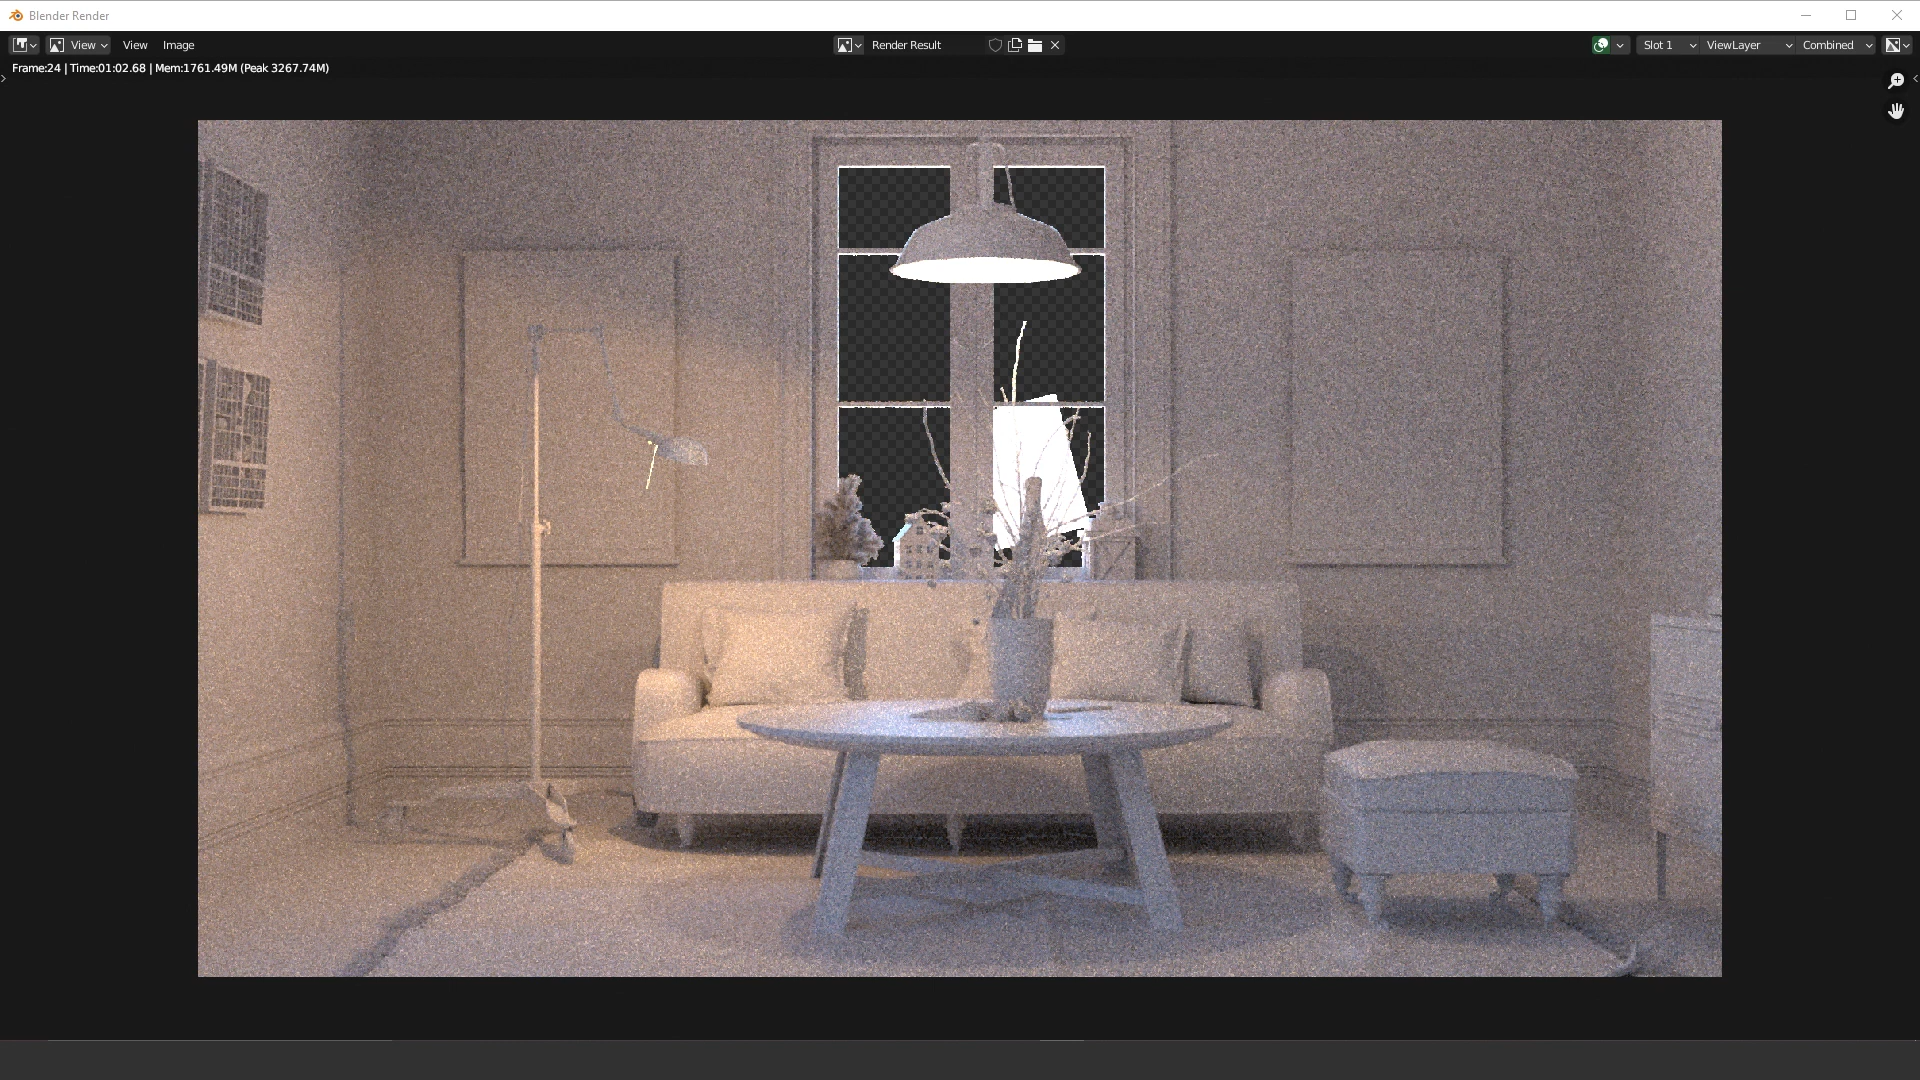 Blender Render
View View Image Render Result Slot 1 ViewLayer Combined
Frame:24 | Time:01:02.68 | Mem:1761.49M (Peak 3267.74M)